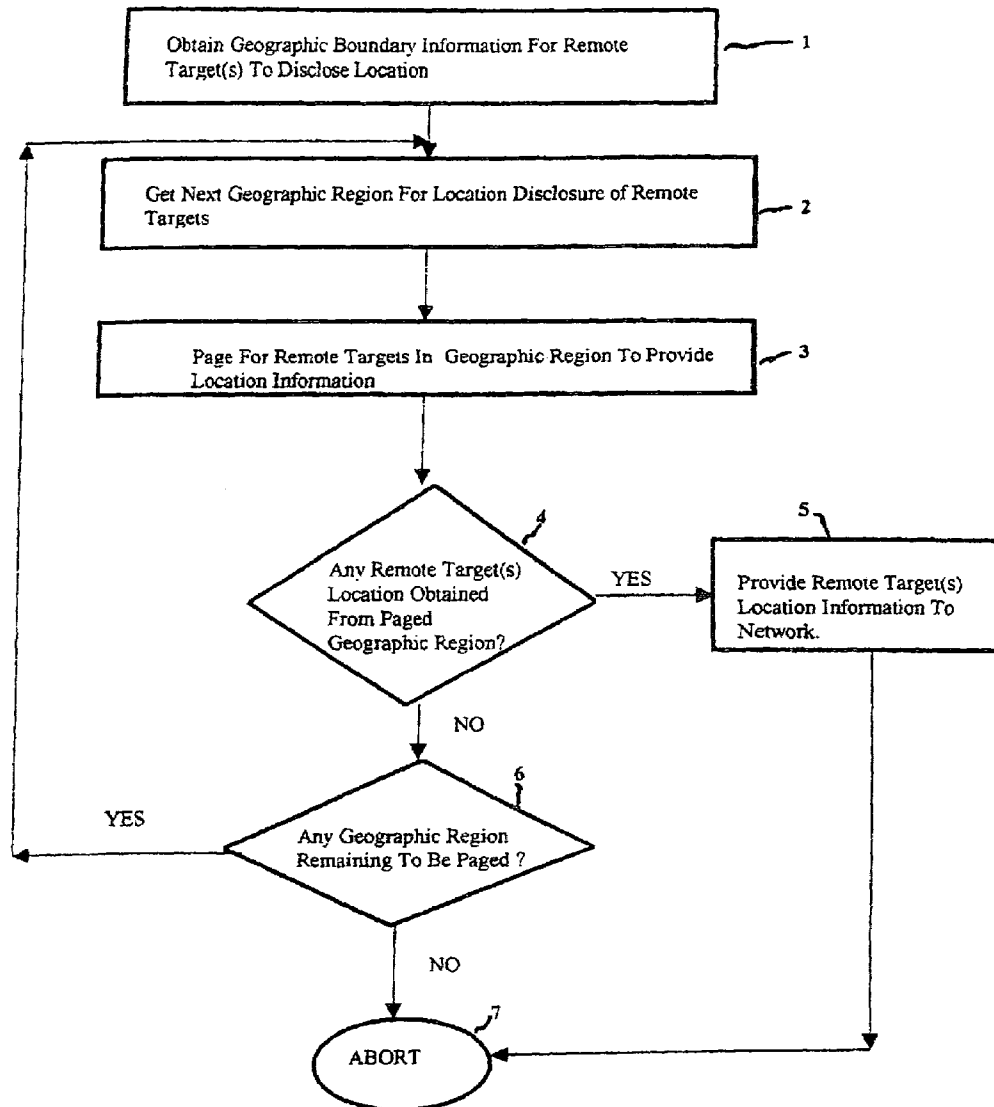 Obtain Geographic Boundary Information For Remote
Target(s) To Disclose Location
1
Get Next Geographic Region For Location Disclosure of Remote
Targets
2
Page For Remote Targets In Geographic Region To Provide
Location Information
3
4
Any Remote Target(s)
Location Obtained
From Paged
Geographic Region?
YES
5
Provide Remote Target(s)
Location Information To
Network.
NO
6
Any Geographic Region
Remaining To Be Paged ?
YES
NO
7
ABORT